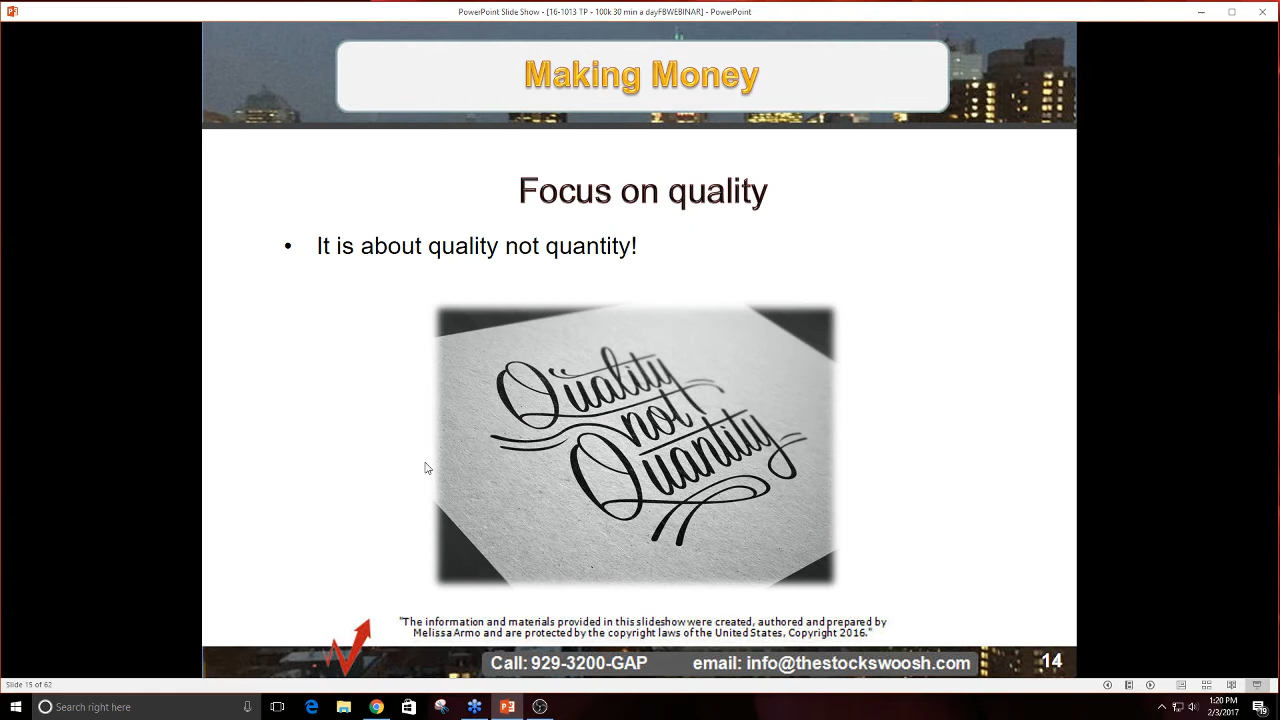 PowerPoint Slide Show - [16-1013 TP - 100k 30 min a dayFBWEBINAR] - PowerPoint
Making Money
Focus on quality
• It is about quality not quantity!
Quality
not
Quantity
"The information and materials provided in this slideshow were created, authored and prepared by
Melissa Armo and are protected by the copyright laws of the United States, Copyright 2016."
Call: 929-3200-GAP email: info@thestockswoosh.com 14
Slide 15 of 62
Search right here
1:20 PM
2/3/2017